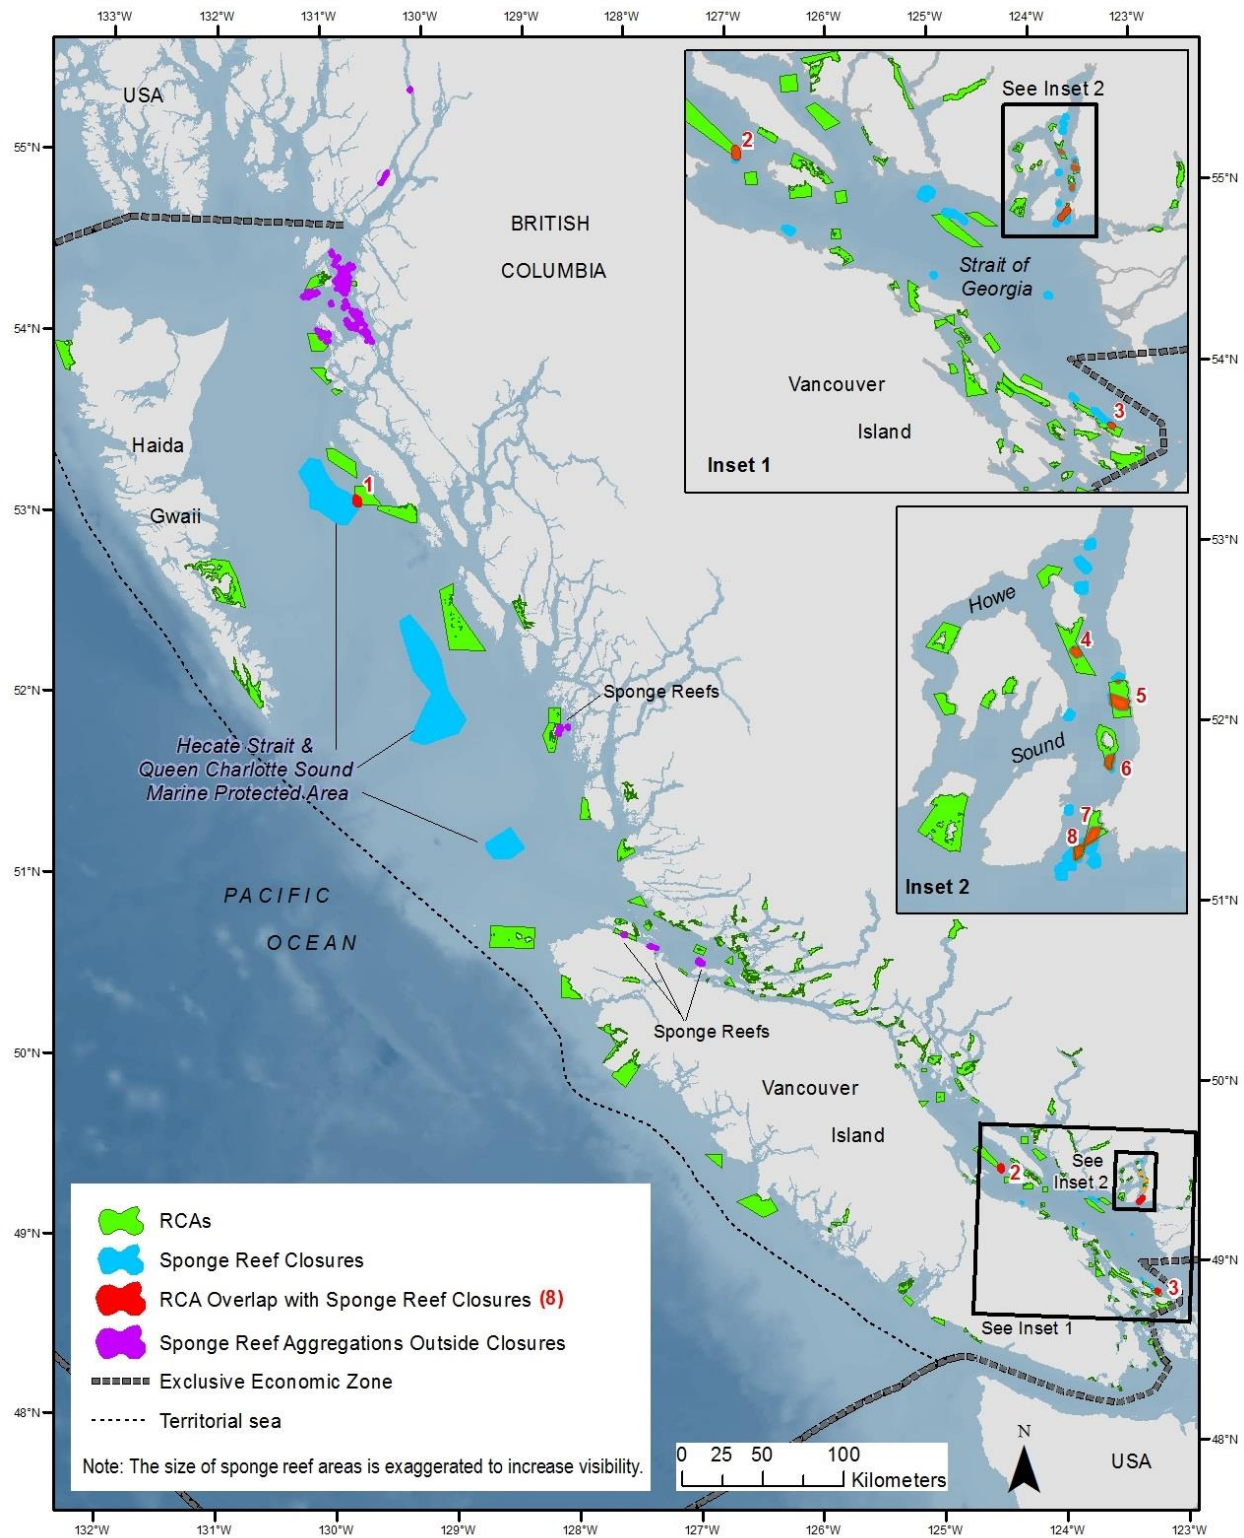 133°W 132°W 131°W 130°W 129°W 128°W 127°W 126°W 125°W 124°W 123°W
USA
See Inset 2
2
55°N
55°N
BRITISH
COLUMBIA
Strait of
Georgia
54°N
54°N
Vancouver
Island
3
Inset 1
Haida
Gwaii
1
53°N
53°N
Howe
Sound
4
5
6
7
8
Inset 2
52°N
52°N
Sponge Reefs
Hecate Strait &
Queen Charlotte Sound
Marine Protected Area
51°N
51°N
PACIFIC
OCEAN
Sponge Reefs
50°N
50°N
Vancouver
Island
See
Inset 2
2
3
See Inset 1
49°N
49°N
RCAs
Sponge Reef Closures
RCA Overlap with Sponge Reef Closures (8)
Sponge Reef Aggregations Outside Closures
Exclusive Economic Zone
Territorial sea
Note: The size of sponge reef areas is exaggerated to increase visibility.
48°N
48°N
0 25 50 100
Kilometers
N
USA
132°W 131°W 130°W 129°W 128°W 127°W 126°W 125°W 124°W 123°W